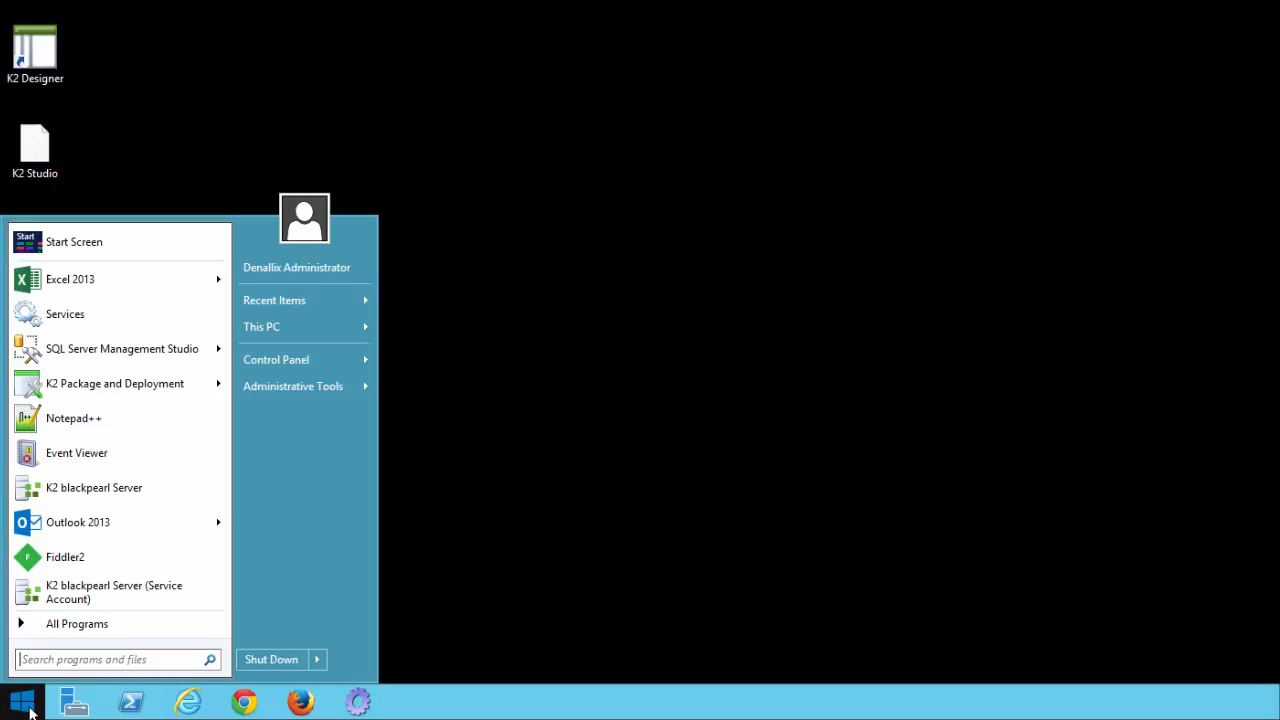 K2 Designer
K2 Studio
Start
Start Screen
Excel 2013
Services
SQL Server Management Studio
K2 Package and Deployment
Notepad++
Event Viewer
K2 blackpearl Server
Outlook 2013
Fiddler2
K2 blackpearl Server (Service
Account)
All Programs
Search programs and files
Denallix Administrator
Recent Items
This PC
Control Panel
Administrative Tools
Shut Down